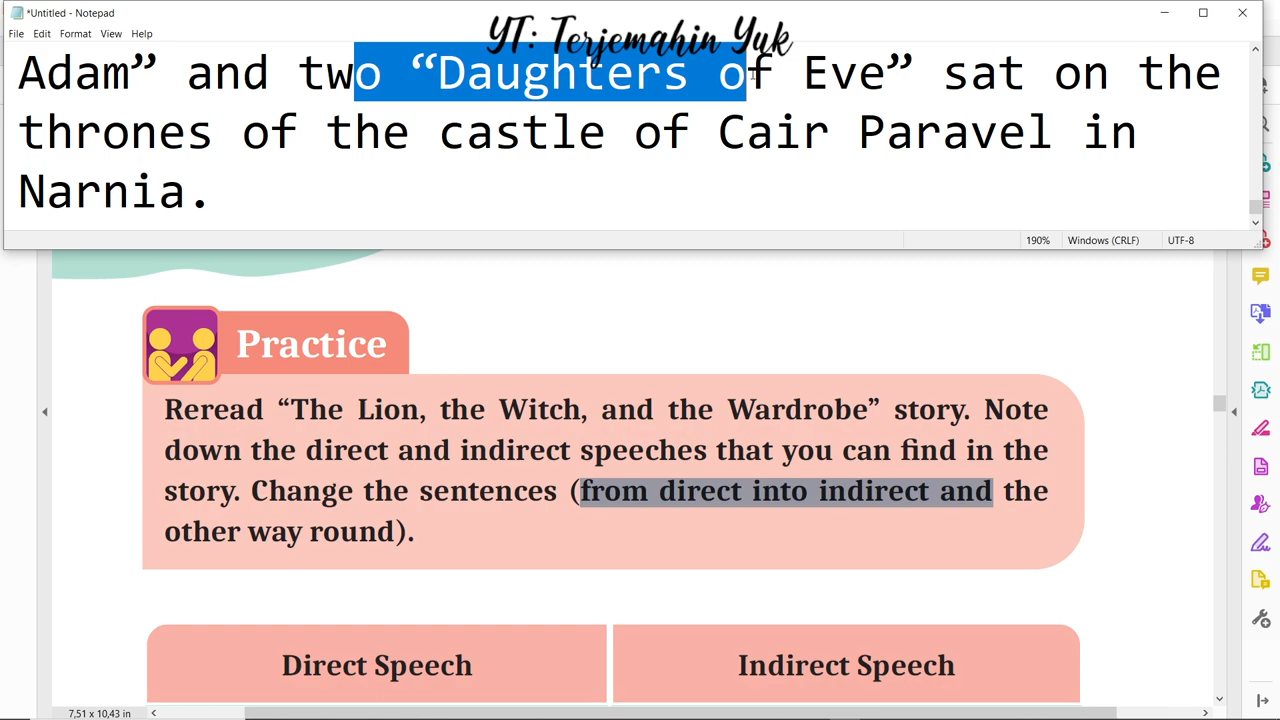 *Untitled - Notepad
File Edit Format View Help
YT: Terjemahin Yuk
Adam” and two “Daughters of Eve” sat on the
thrones of the castle of Cair Paravel in
Narnia.
190% Windows (CRLF) UTF-8
Practice
Reread “The Lion, the Witch, and the Wardrobe” story. Note
down the direct and indirect speeches that you can find in the
story. Change the sentences (from direct into indirect and the
other way round).
Direct Speech Indirect Speech
7,51 x 10,43 in